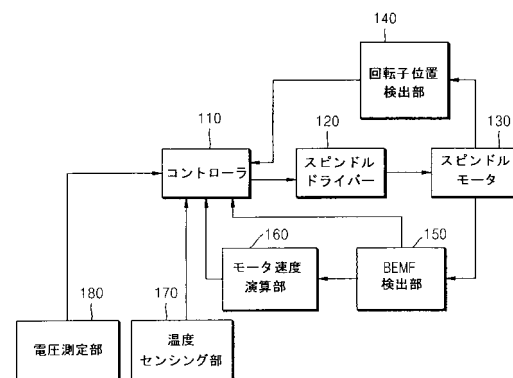 140
回転子位置
検出部
110
コントローラ
120
スピンドル
ドライバー
130
スピンドル
モータ
160
モータ速度
演算部
150
BEMF
検出部
180
電圧測定部
170
温度
センシング部